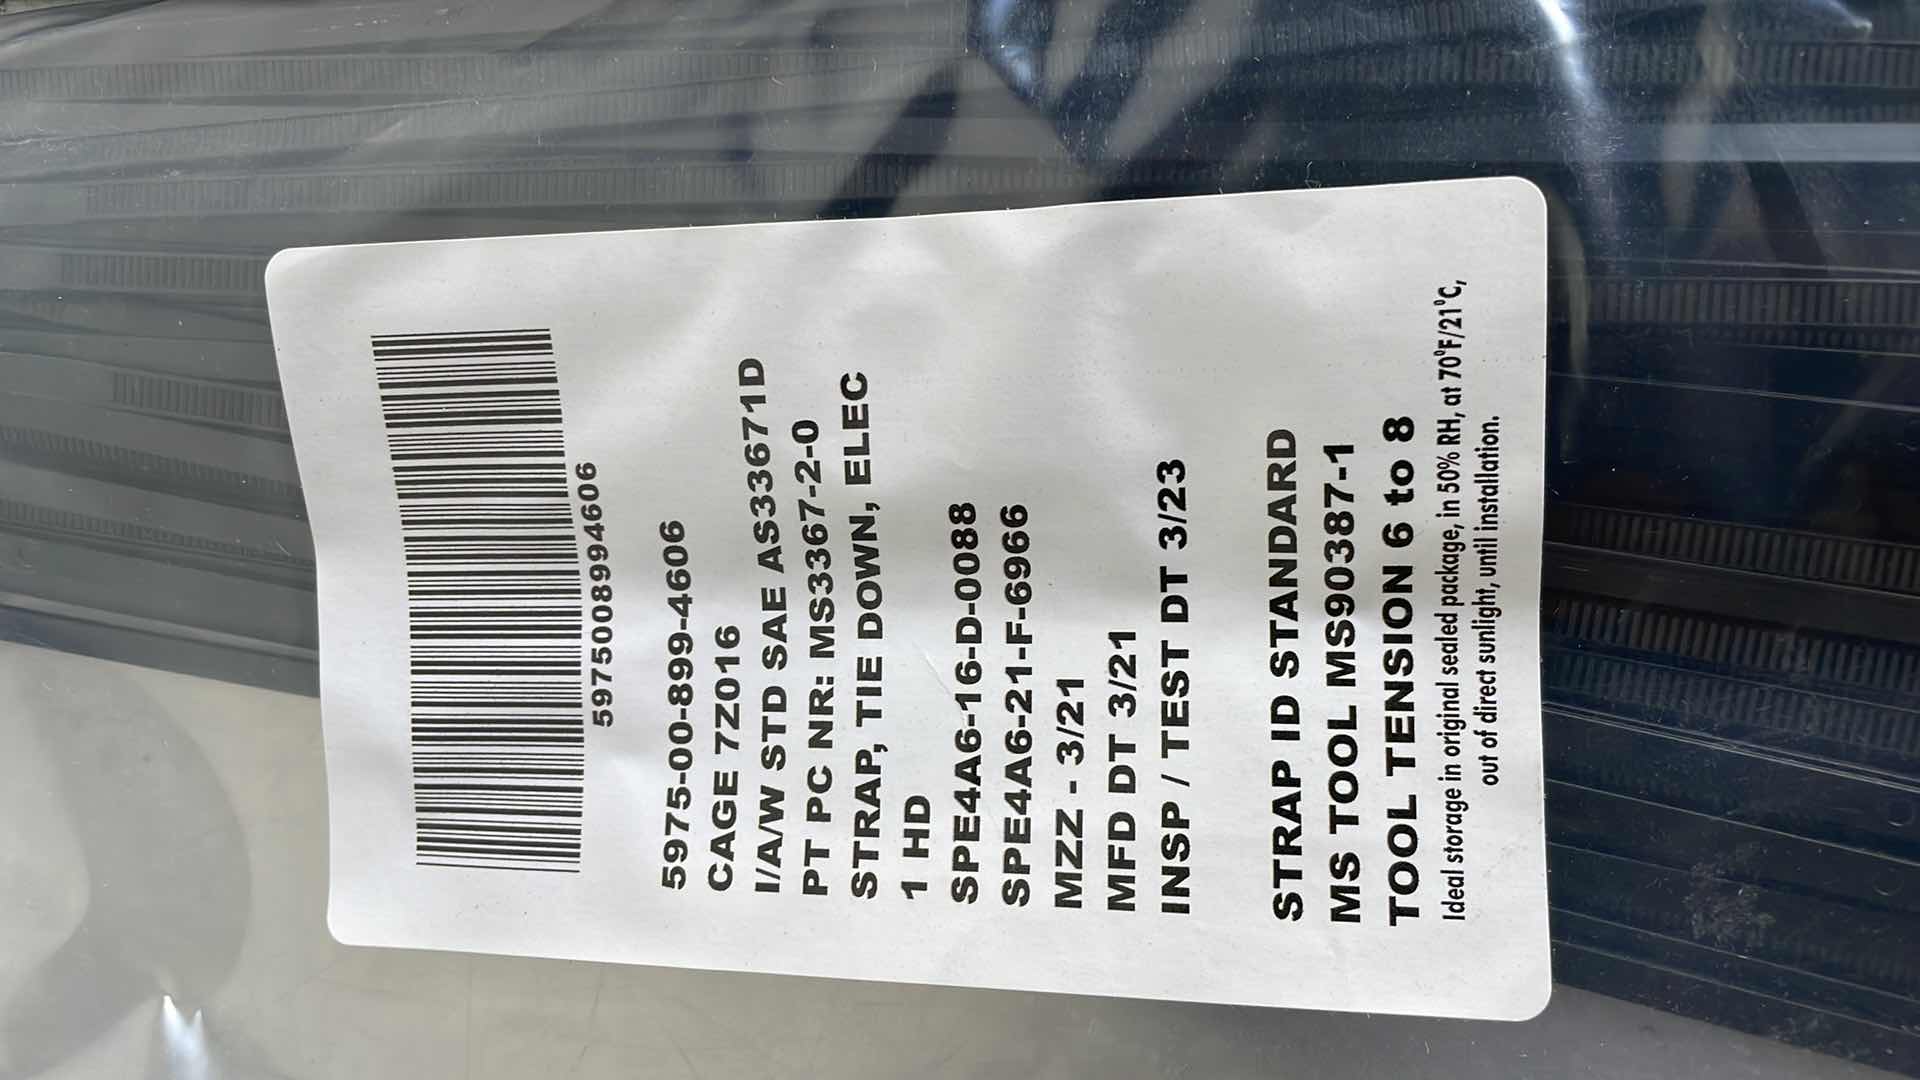 5975008994606
5975-00-899-4606
CAGE 7Z016
I/A/W STD SAE AS33671D
PT PC NR: MS3367-2-0
STRAP, TIE DOWN, ELEC
1 HD
SPE4A6-16-D-0088
SPE4A6-21-F-6966
MZZ - 3/21
MFD DT 3/21
INSP / TEST DT 3/23
STRAP ID STANDARD
MS TOOL MS90387-1
TOOL TENSION 6 to 8
Ideal storage in original sealed package, in 50% RH, at 70°F/21°C,
out of direct sunlight, until installation.